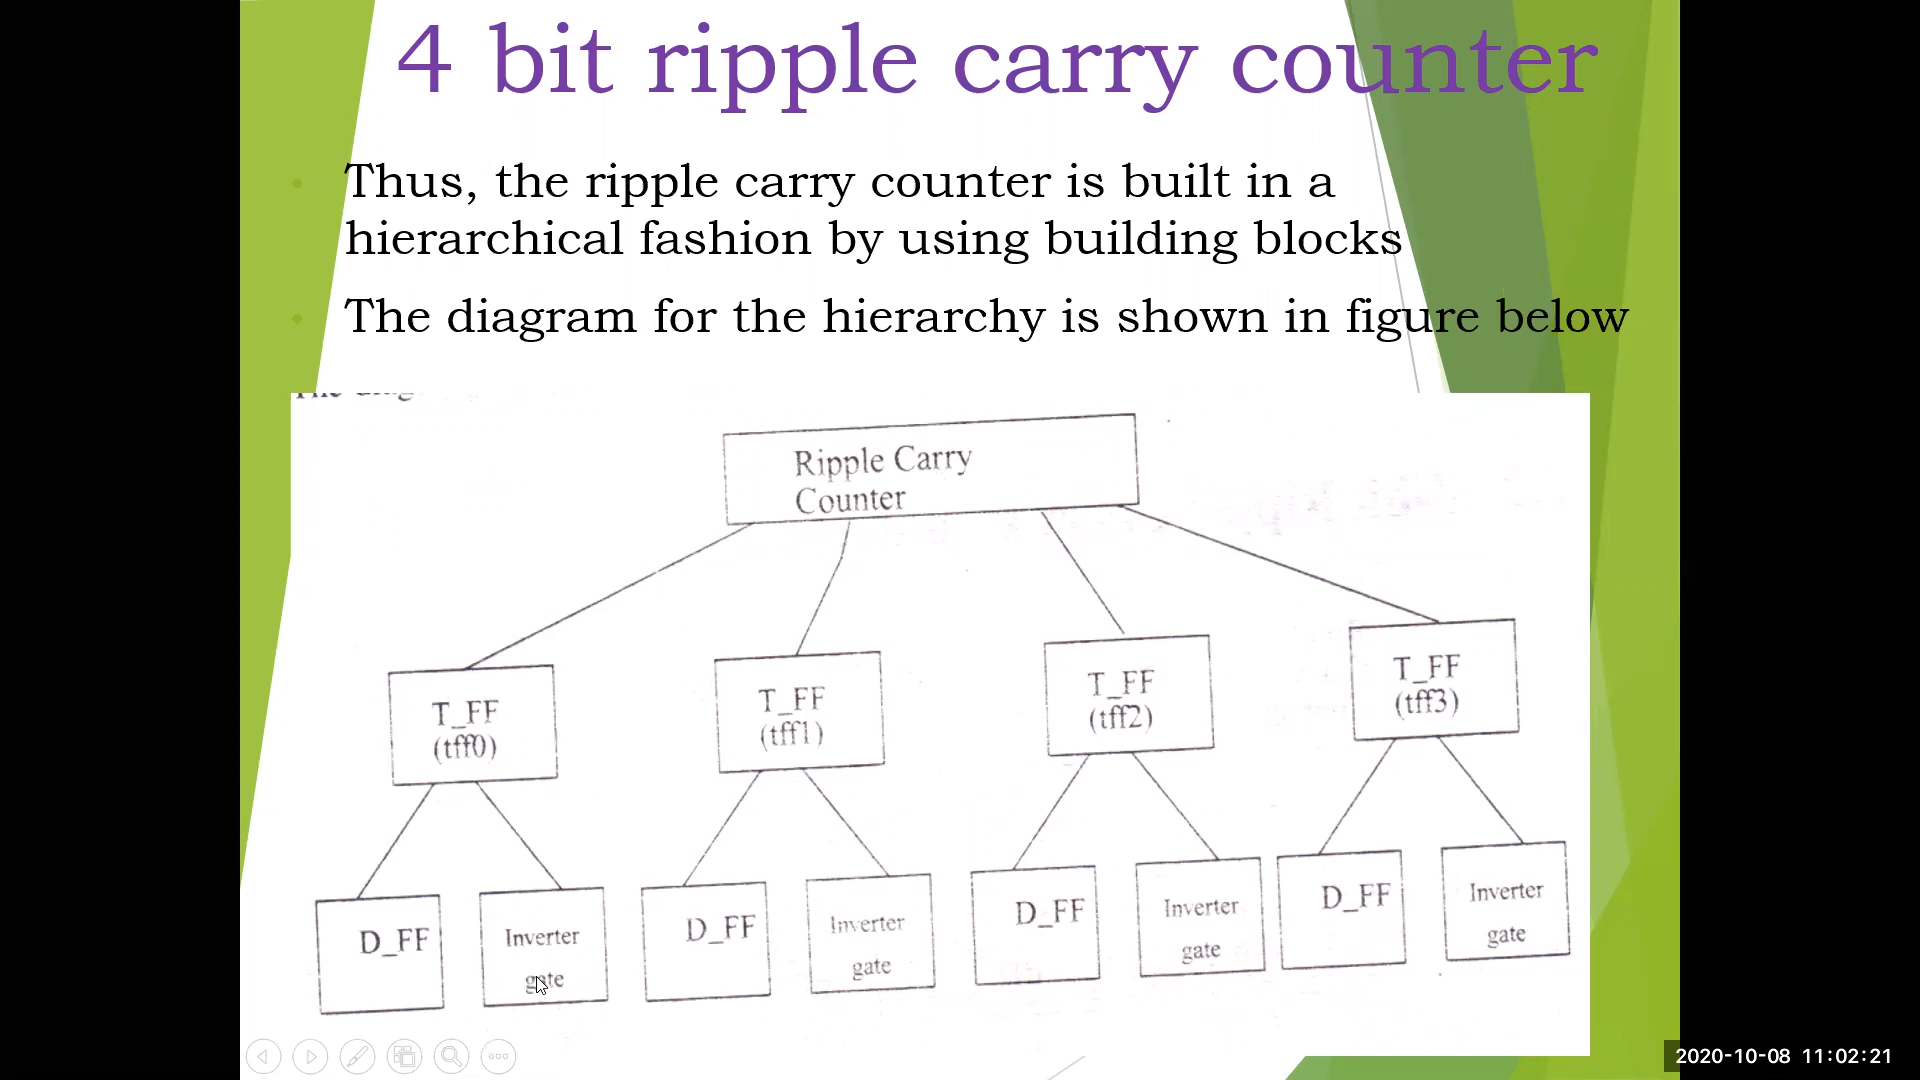 4 bit ripple carry counter
Thus, the ripple carry counter is built in a
hierarchical fashion by using building blocks
The diagram for the hierarchy is shown in figure below
Ripple Carry
Counter
T_FF
(tff0)
T_FF
(tff1)
T_FF
(tff2)
T_FF
(tff3)
D_FF
Inverter
gate
D_FF
Inverter
gate
D_FF
Inverter
gate
D_FF
Inverter
gate
2020-10-08 11:02:21